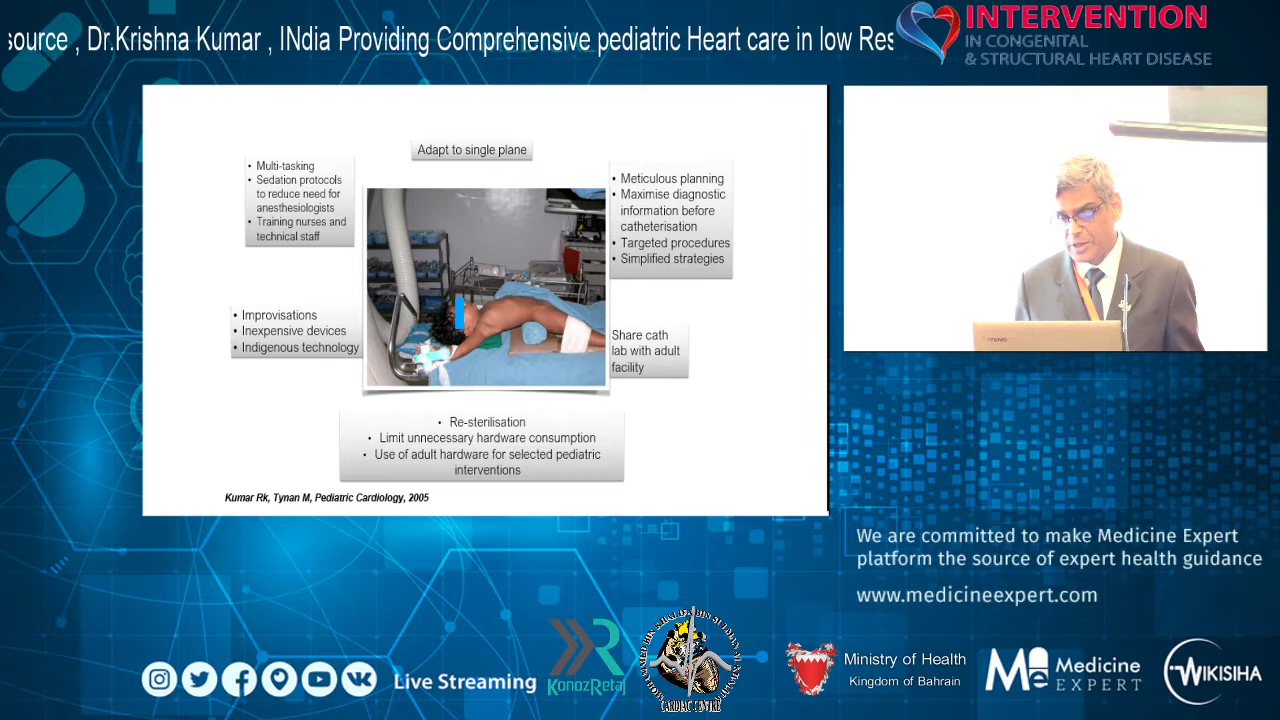 source , Dr.Krishna Kumar , INdia Providing Comprehensive pediatric Heart care in low Res
INTERVENTION
IN CONGENITAL
& STRUCTURAL HEART DISEASE
Adapt to single plane
• Multi-tasking
• Sedation protocols
to reduce need for
anesthesiologists
• Training nurses and
technical staff
• Meticulous planning
• Maximise diagnostic
information before
catheterisation
• Targeted procedures
• Simplified strategies
• Improvisations
• Inexpensive devices
• Indigenous technology
Share cath
lab with adult
facility
• Re-sterilisation
• Limit unnecessary hardware consumption
• Use of adult hardware for selected pediatric
interventions
Kumar Rk, Tynan M, Pediatric Cardiology, 2005
We are committed to make Medicine Expert
platform the source of expert health guidance
www.medicineexpert.com
Live Streaming
KanazRetaj
CARDIAC CENTRE
Ministry of Health
Kingdom of Bahrain
Me Medicine
EXPERT
WIKISIHA